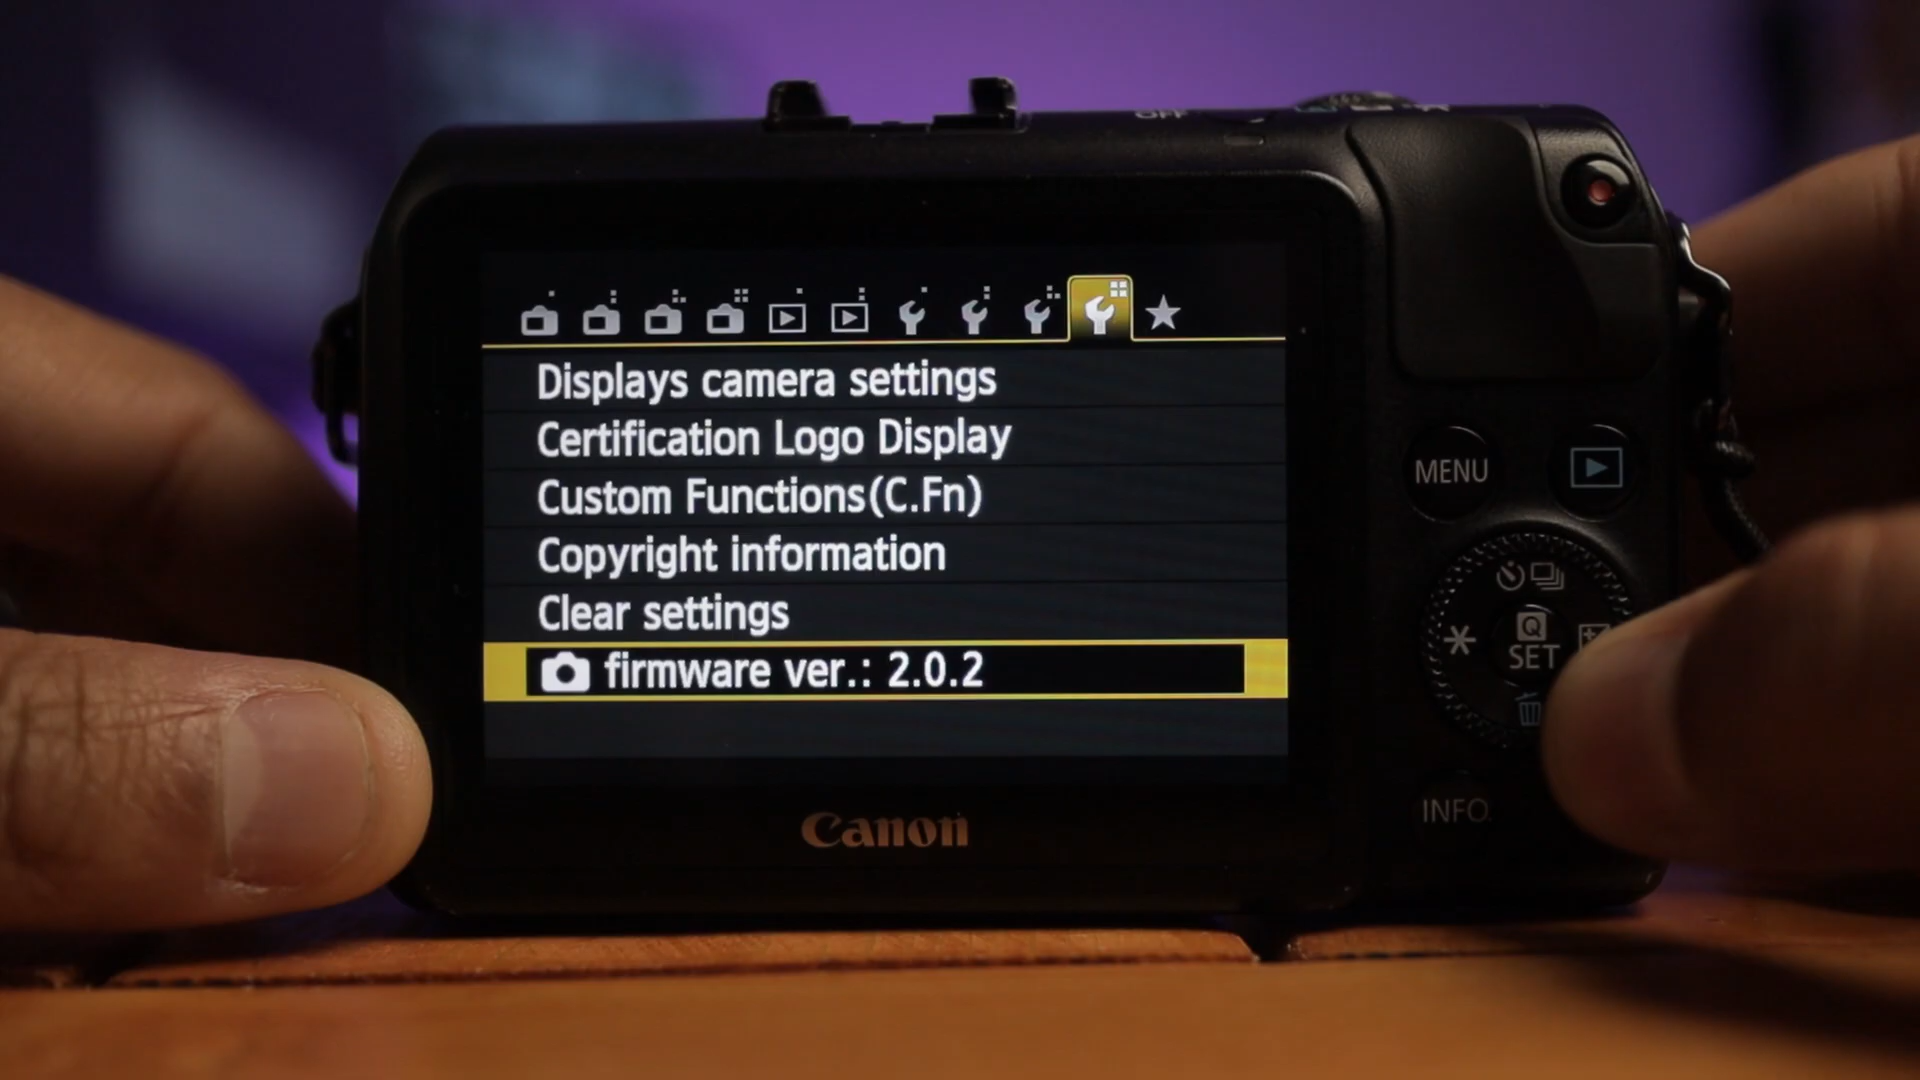 OFF
Displays camera settings
Certification Logo Display
Custom Functions(C.Fn)
Copyright information
Clear settings
firmware ver.: 2.0.2
MENU
Q
SET
INFO.
Canon